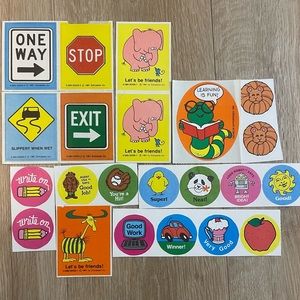 ONE
WAY
STOP
Let's be friends!
LEARNING
IS FUN!
SLIPPERY WHEN WET
EXIT
Let's be friends!
Write on
Good
Job!
You're a
Hit!
Super!
Neat!
BRIGHT
IDEA!
Good!!
Write on
Let's be friends!
Good
Work
Winner!
Very Good